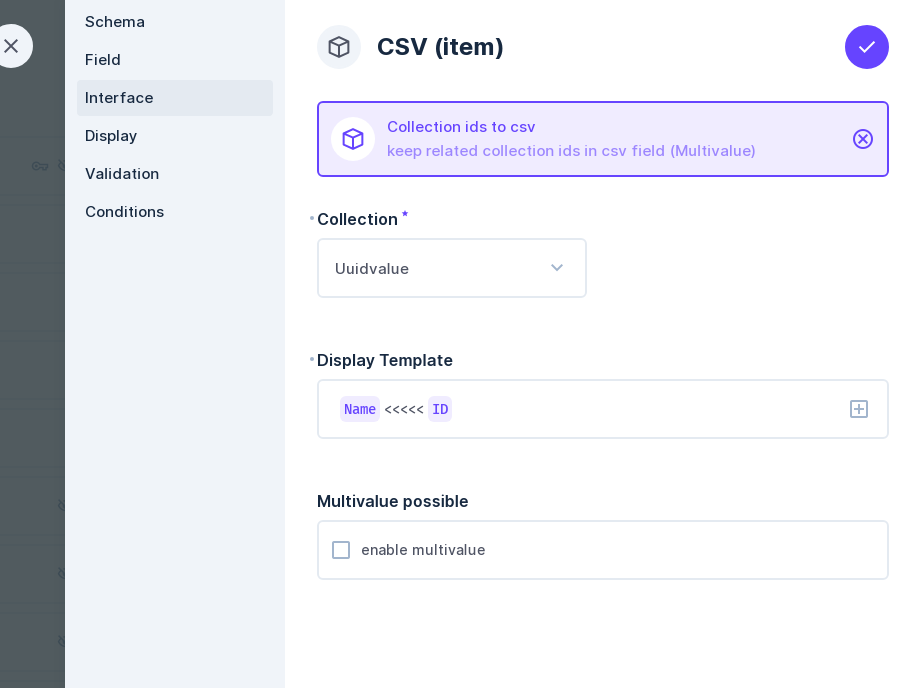 Schema
Field
Interface
Display
Validation
Conditions
CSV (item)
Collection ids to csv
keep related collection ids in csv field (Multivalue)
Collection *
Uuidvalue
Display Template
Name <<<<< ID
Multivalue possible
enable multivalue